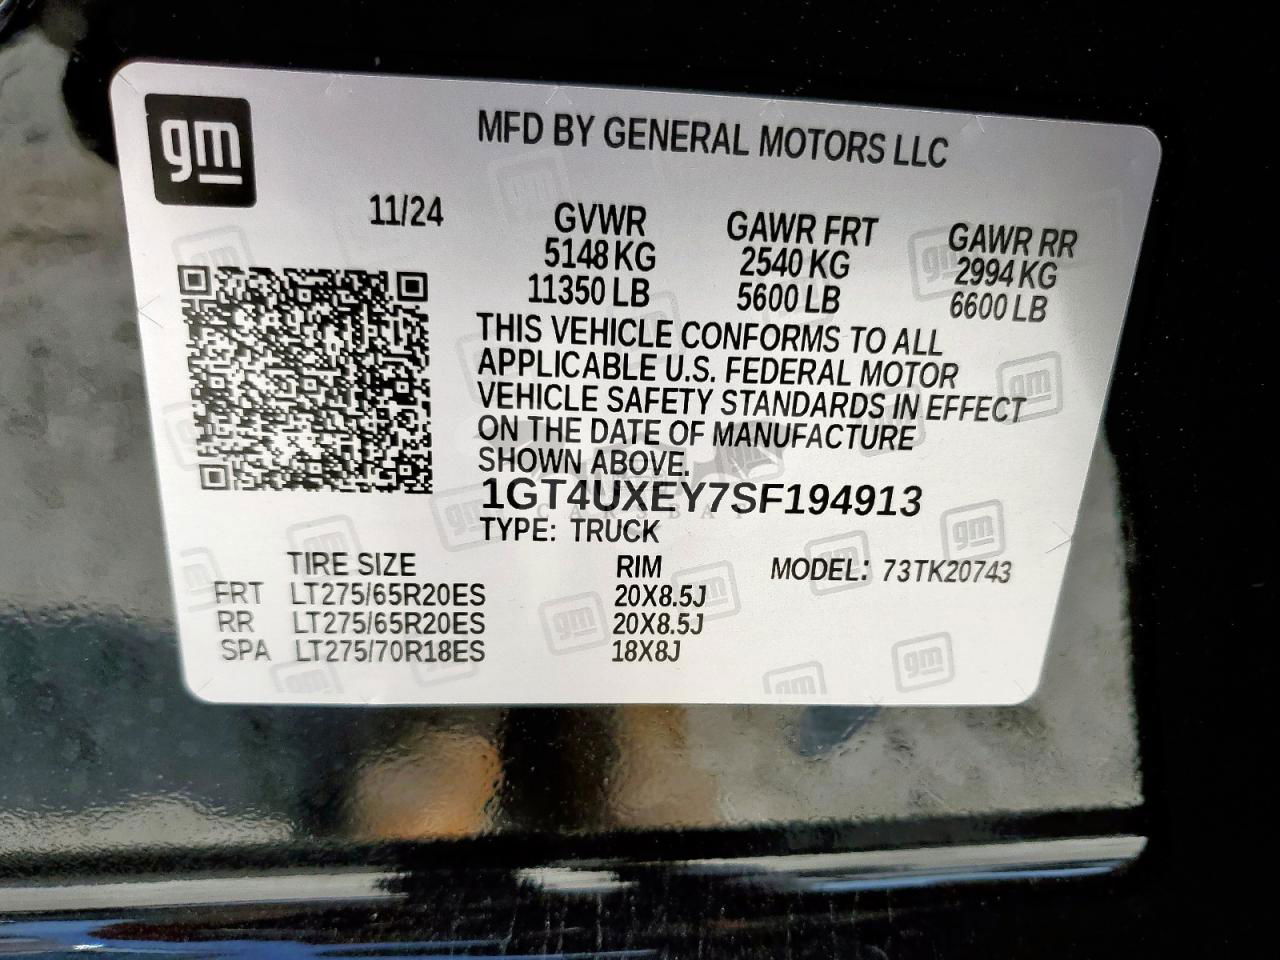 gm
MFD BY GENERAL MOTORS LLC
11/24 GVWR GAWR FRT GAWR RR
5148 KG 2540 KG 2994 KG
11350 LB 5600 LB 6600 LB
THIS VEHICLE CONFORMS TO ALL
APPLICABLE U.S. FEDERAL MOTOR
VEHICLE SAFETY STANDARDS IN EFFECT
ON THE DATE OF MANUFACTURE
SHOWN ABOVE.
1GT4UXEY7SF194913
TYPE: TRUCK
TIRE SIZE RIM MODEL: 73TK20743
FRT LT275/65R20ES 20X8.5J
RR LT275/65R20ES 20X8.5J
SPA LT275/70R18ES 18X8J